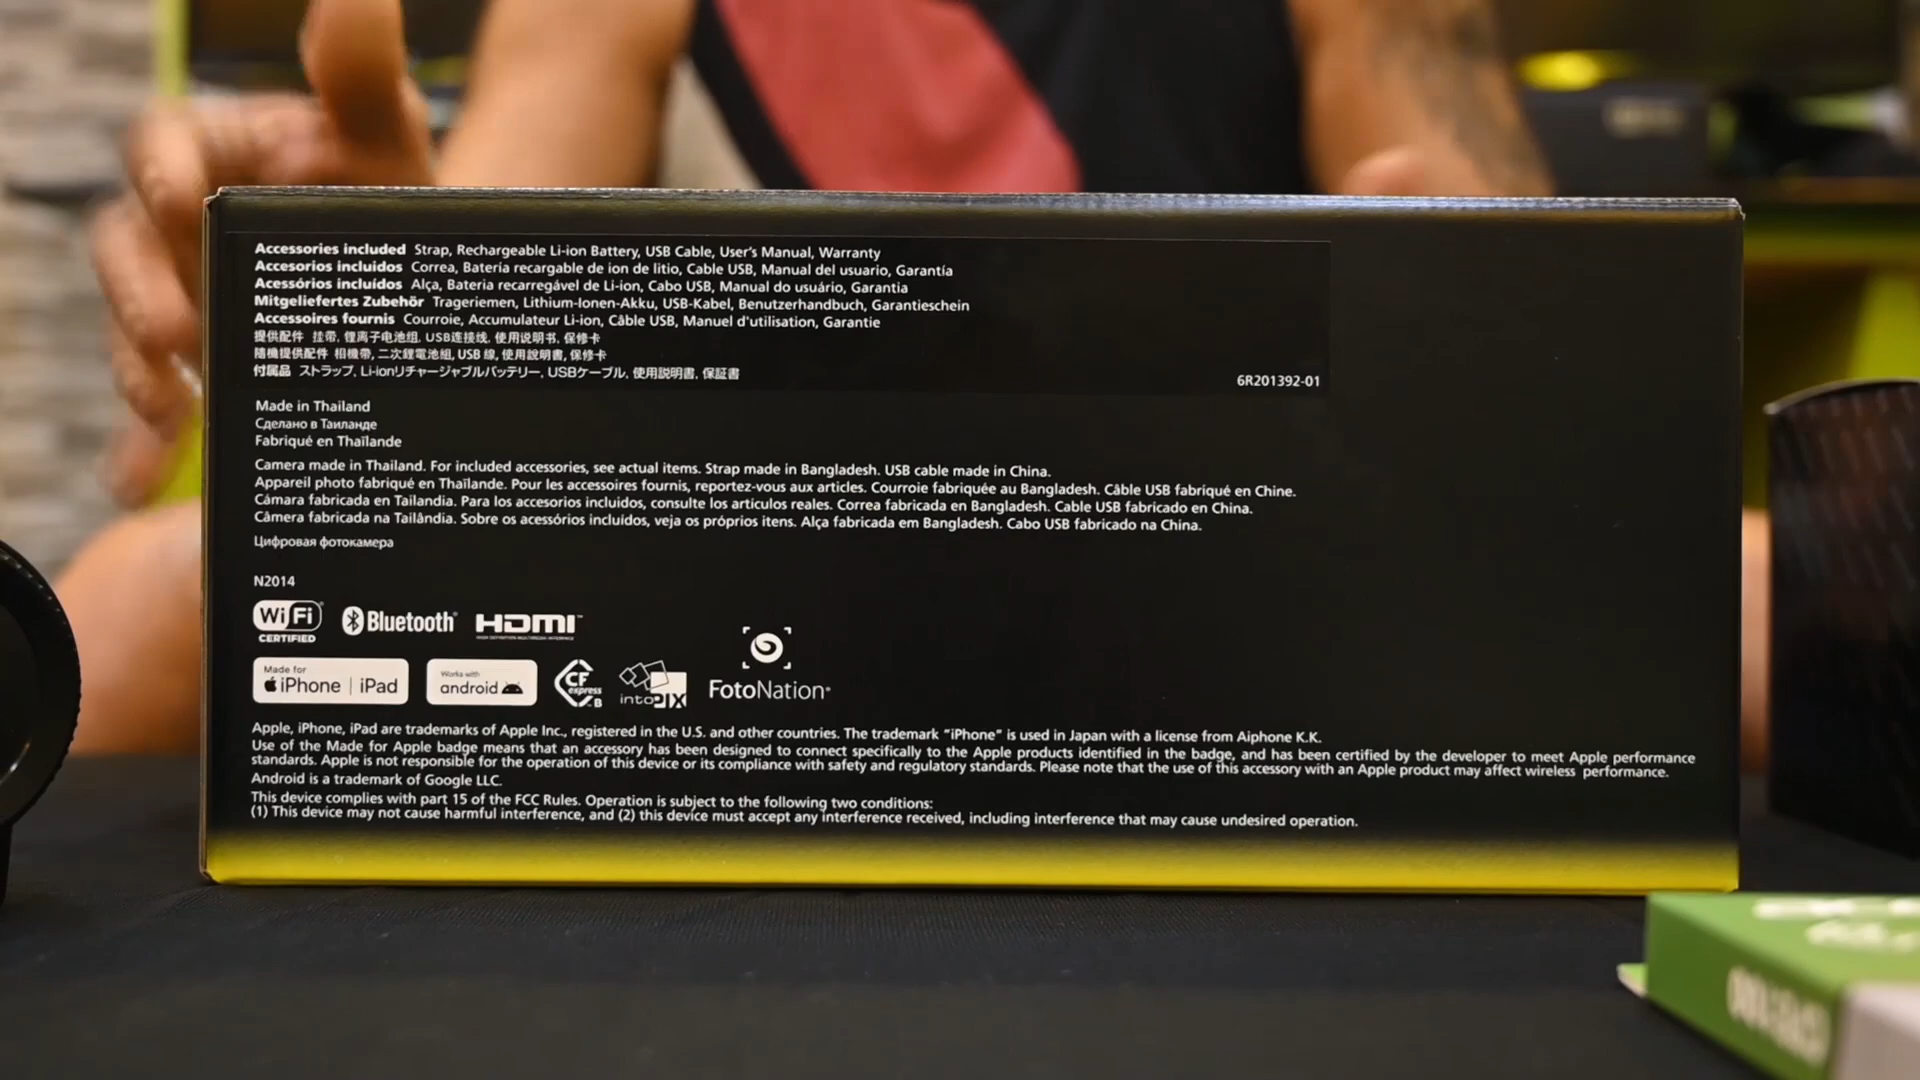 Accessories included Strap, Rechargeable Li-ion Battery, USB Cable, User's Manual, Warranty
Accesorios incluidos Correa, Batería recargable de ion de litio, Cable USB, Manual del usuario, Garantía
Acessórios incluídos Alça, Bateria recarregável de Li-ion, Cabo USB, Manual do usuário, Garantia
Mitgeliefertes Zubehör Trageriemen, Lithium-Ionen-Akku, USB-Kabel, Benutzerhandbuch, Garantieschein
Accessoires fournis Courroie, Accumulateur Li-ion, Câble USB, Manuel d'utilisation, Garantie
提供配件 挂带, 锂离子电池组, USB连接线, 使用说明书, 保修卡
隨機提供配件 相機帶, 二次鋰電池組, USB 線, 使用說明書, 保修卡
付属品 ストラップ, Li-ionリチャージャブルバッテリー, USBケーブル, 使用説明書, 保証書
6R201392-01
Made in Thailand
Сделано в Таиланде
Fabriqué en Thaïlande
Camera made in Thailand. For included accessories, see actual items. Strap made in Bangladesh. USB cable made in China.
Appareil photo fabriqué en Thaïlande. Pour les accessoires fournis, reportez-vous aux articles. Courroie fabriquée au Bangladesh. Câble USB fabriqué en Chine.
Cámara fabricada en Tailandia. Para los accesorios incluidos, consulte los artículos reales. Correa fabricada en Bangladesh. Cable USB fabricado en China.
Câmera fabricada na Tailândia. Sobre os acessórios incluídos, veja os próprios itens. Alça fabricada em Bangladesh. Cabo USB fabricado na China.
Цифровая фотокамера
N2014
Wi Fi CERTIFIED Bluetooth® HDMI™
HIGH-DEFINITION MULTIMEDIA INTERFACE
Made for iPhone | iPad Works with android CF express B intoPIX FotoNation®
Apple, iPhone, iPad are trademarks of Apple Inc., registered in the U.S. and other countries. The trademark "iPhone" is used in Japan with a license from Aiphone K.K.
Use of the Made for Apple badge means that an accessory has been designed to connect specifically to the Apple products identified in the badge, and has been certified by the developer to meet Apple performance
standards. Apple is not responsible for the operation of this device or its compliance with safety and regulatory standards. Please note that the use of this accessory with an Apple product may affect wireless performance.
Android is a trademark of Google LLC.
This device complies with part 15 of the FCC Rules. Operation is subject to the following two conditions:
(1) This device may not cause harmful interference, and (2) this device must accept any interference received, including interference that may cause undesired operation.